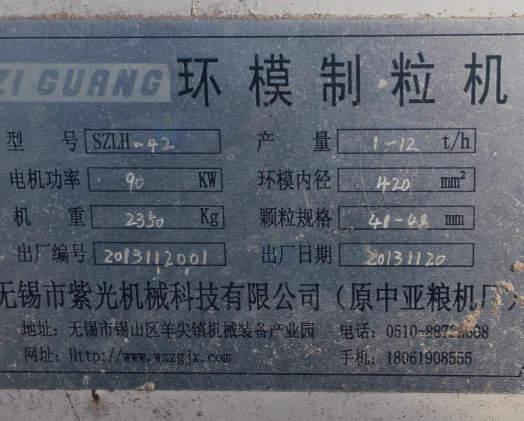 ZI GUANG 环模制粒机
型 号 SZLH-42 产 量 1-12 t/h
电机功率 90 KW 环模内径 420 mm²
机 重 2350 Kg 颗粒规格 mm
出厂编号 2013112001 出厂日期 20131120
无锡市紫光机械科技有限公司（原中亚粮机厂）
地址：无锡市锡山区羊尖镇机械装备产业园 电话：
网址：Http://www.wxzgjx.com 手机：18061908555